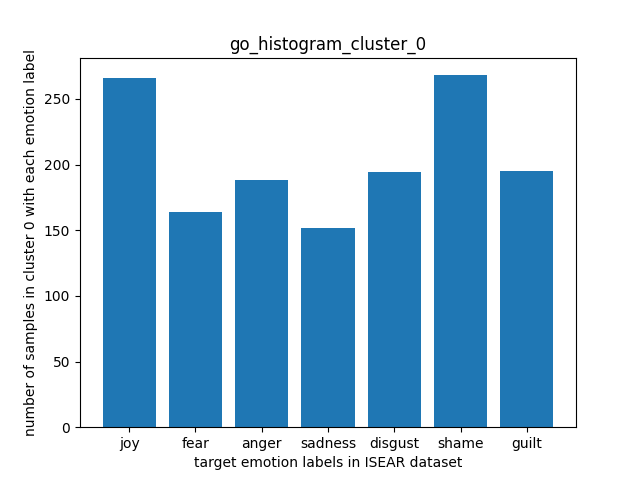 go_histogram_cluster_0
number of samples in cluster 0 with each emotion label
250
200
150
100
50
0
joy fear anger sadness disgust shame guilt
target emotion labels in ISEAR dataset